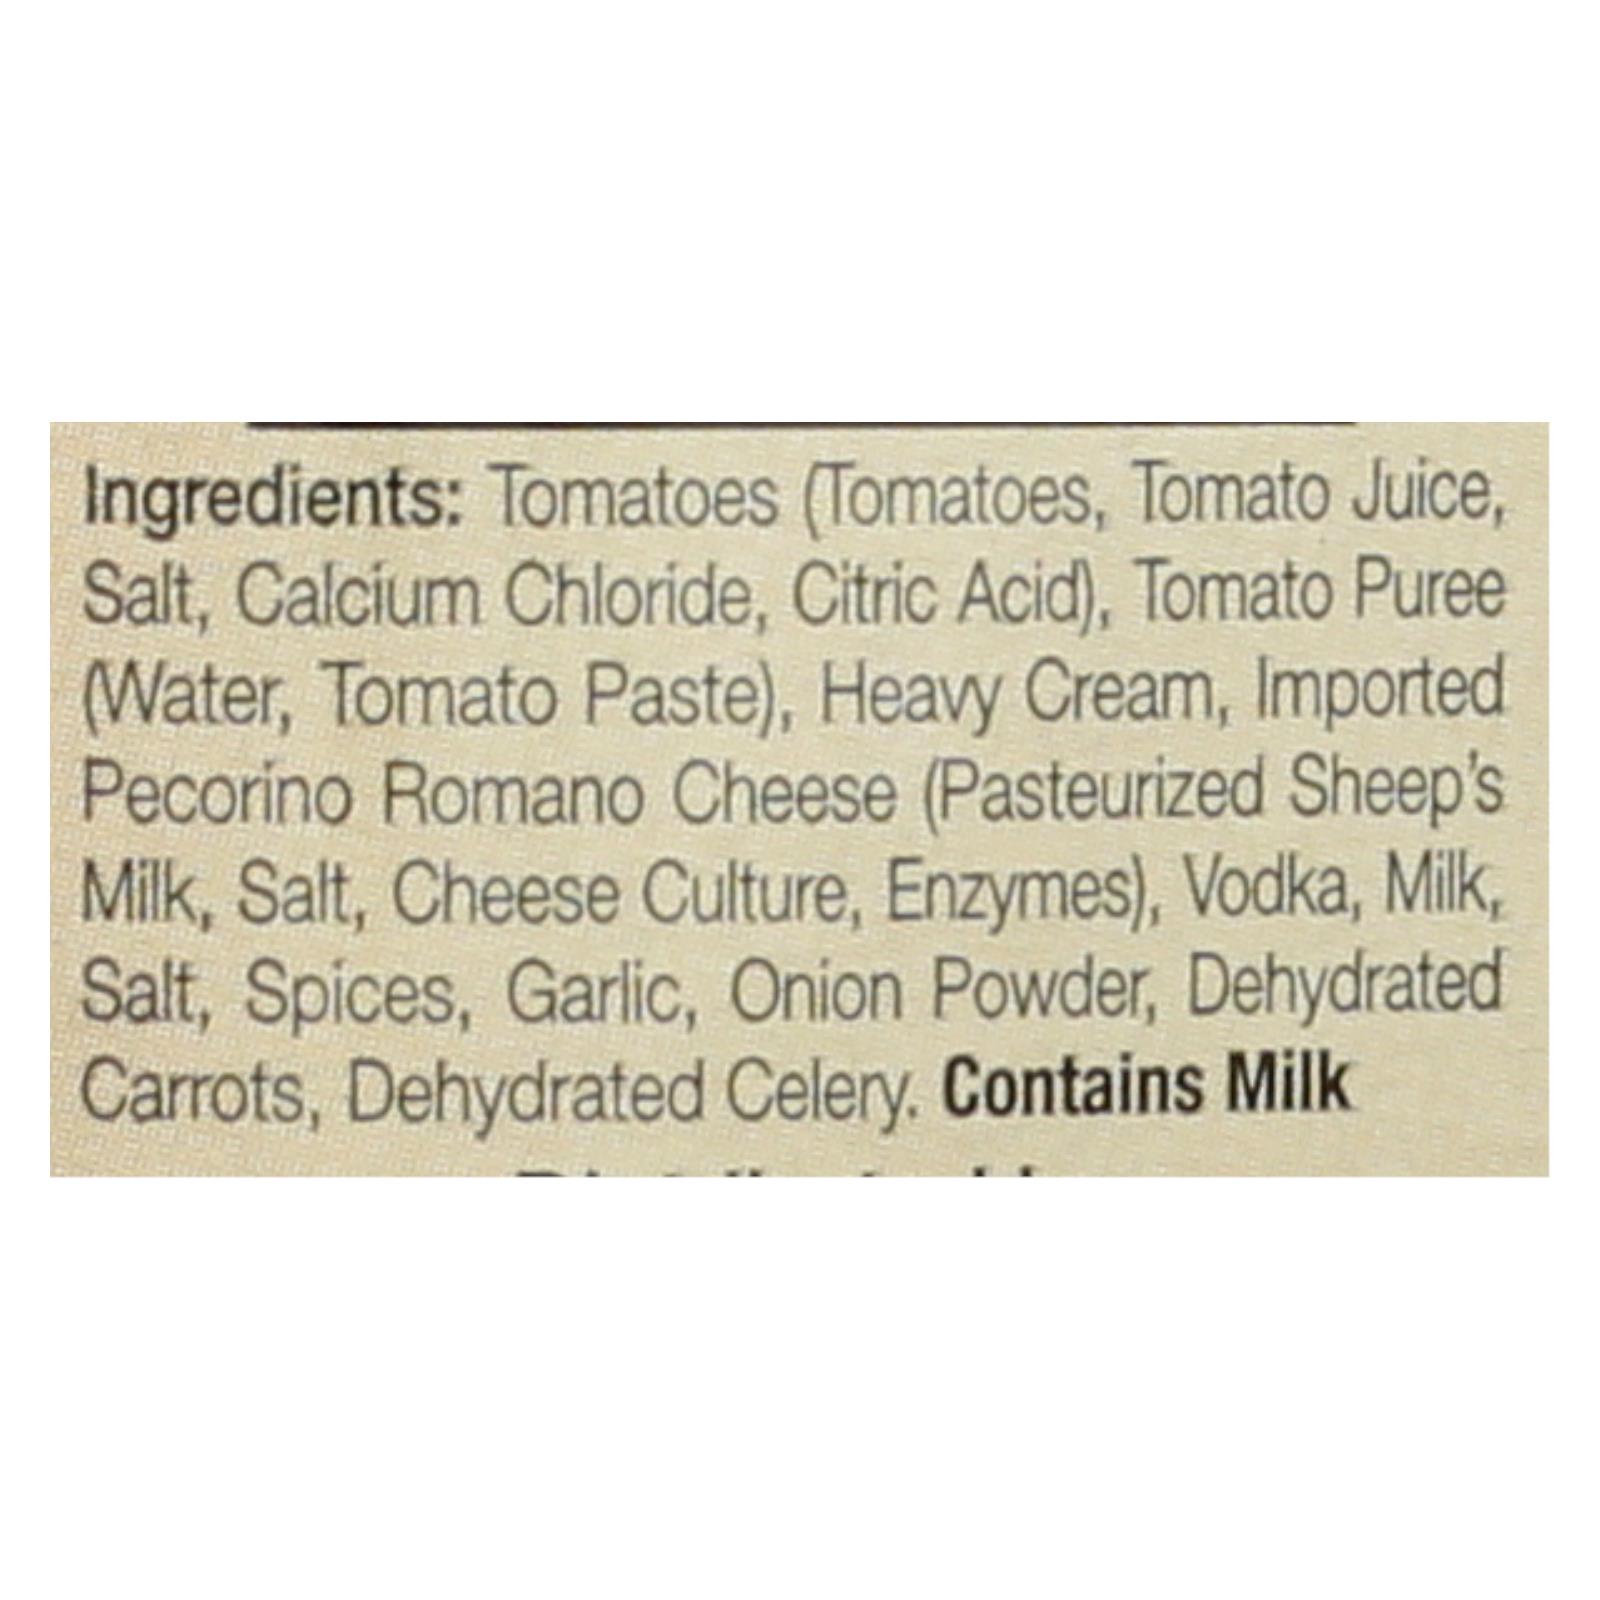 Ingredients: Tomatoes (Tomatoes, Tomato Juice,
Salt, Calcium Chloride, Citric Acid), Tomato Puree
(Water, Tomato Paste), Heavy Cream, Imported
Pecorino Romano Cheese (Pasteurized Sheep's
Milk, Salt, Cheese Culture, Enzymes), Vodka, Milk,
Salt, Spices, Garlic, Onion Powder, Dehydrated
Carrots, Dehydrated Celery. Contains Milk